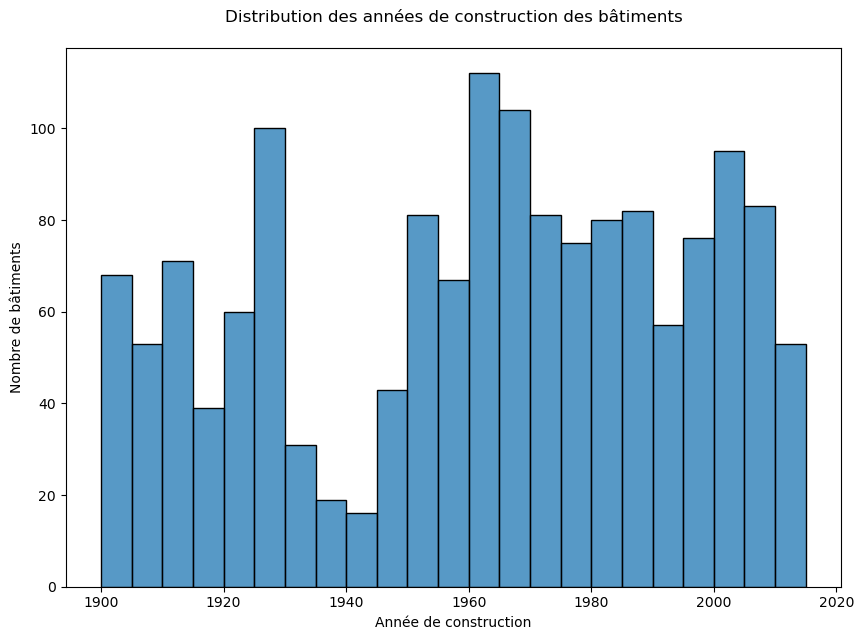 Distribution des années de construction des bâtiments
Nombre de bâtiments
100
80
60
40
20
0
1900 1920 1940 1960 1980 2000 2020
Année de construction